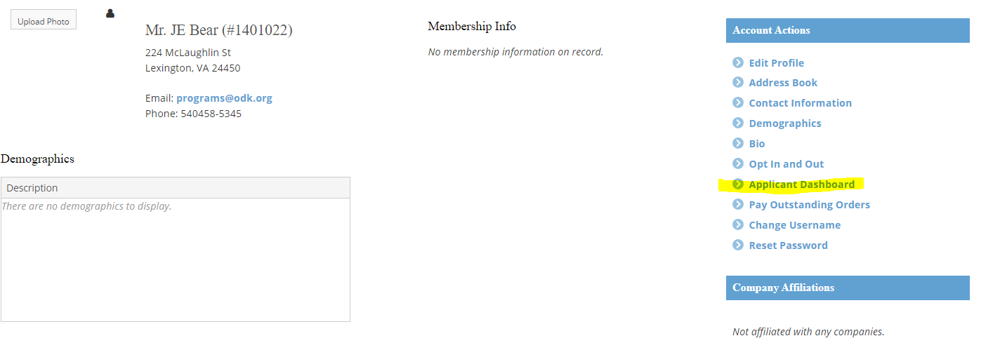 Upload Photo
Mr. JE Bear (#1401022)
224 McLaughlin St
Lexington, VA 24450
Email: programs@odk.org
Phone: 540458-5345
Demographics
Description
There are no demographics to display.
Membership Info
No membership information on record.
Account Actions
Edit Profile
Address Book
Contact Information
Demographics
Bio
Opt In and Out
Applicant Dashboard
Pay Outstanding Orders
Change Username
Reset Password
Company Affiliations
Not affiliated with any companies.